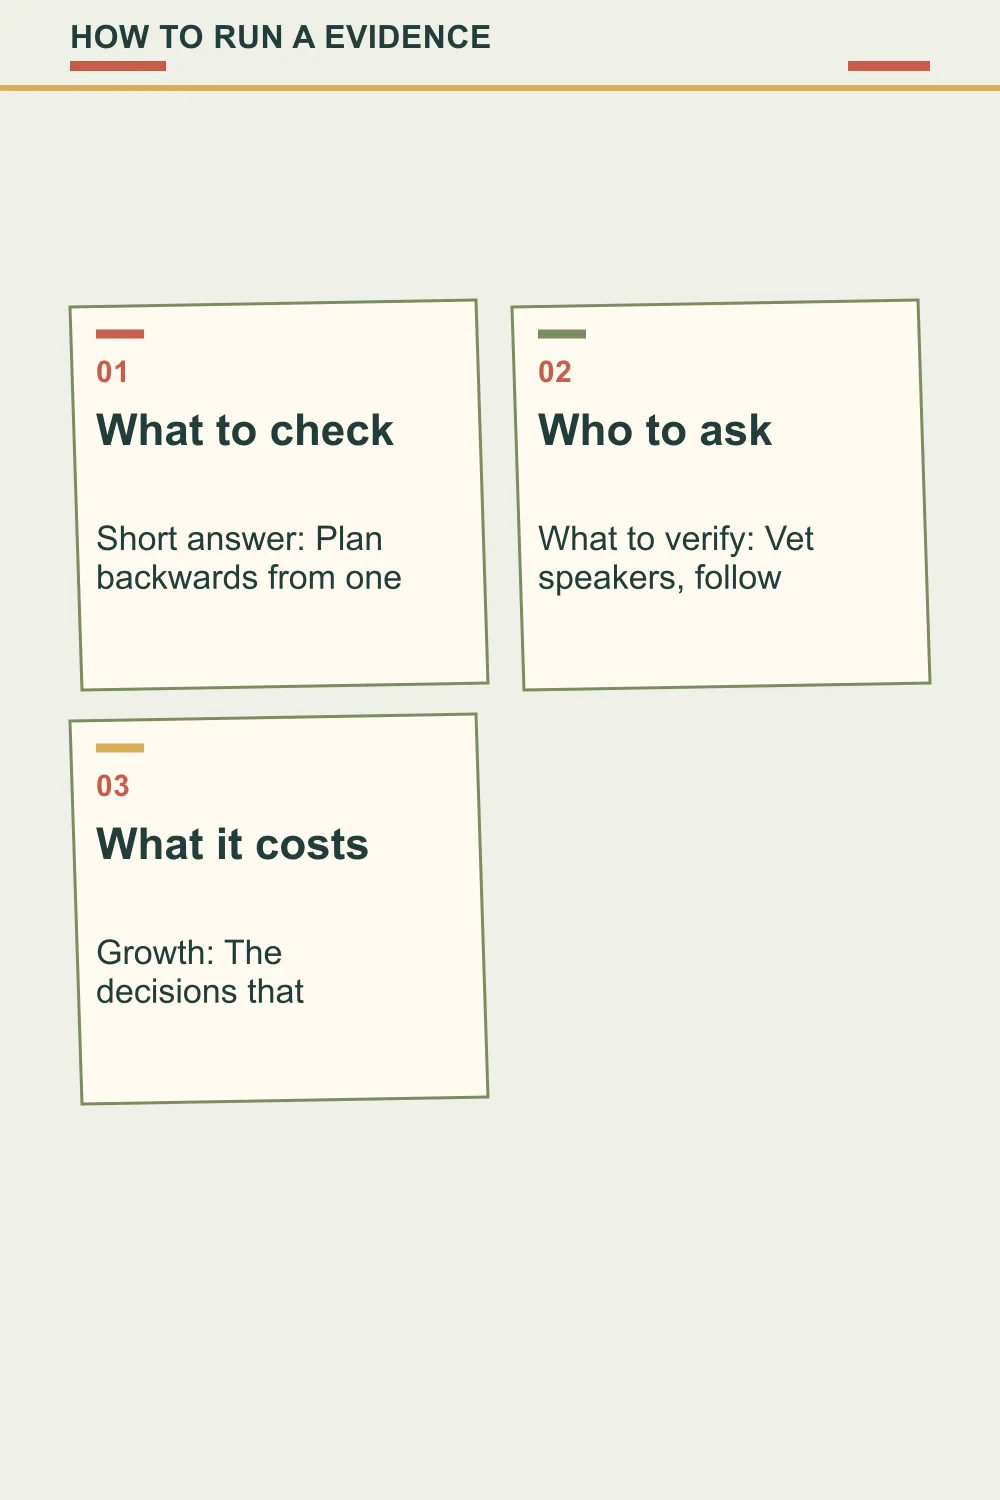 HOW TO RUN A EVIDENCE
01
What to check
Short answer: Plan
backwards from one
02
Who to ask
What to verify: Vet
speakers, follow
03
What it costs
Growth: The
decisions that